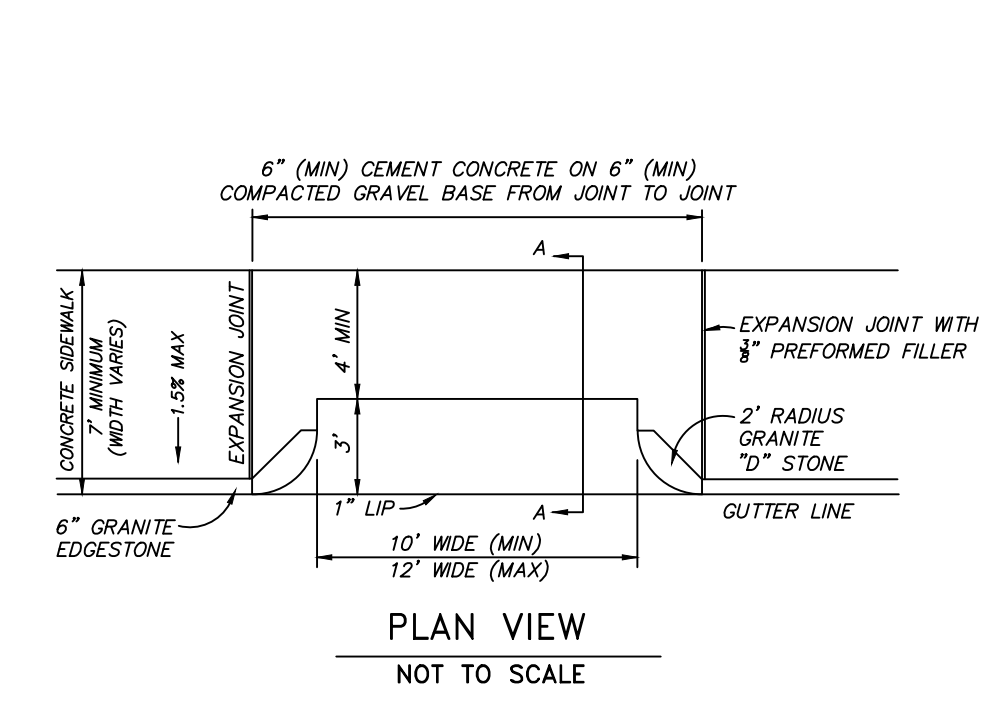 6" (MIN) CEMENT CONCRETE ON 6" (MIN)
COMPACTED GRAVEL BASE FROM JOINT TO JOINT
A
CONCRETE SIDEWALK
7' MINIMUM
(WIDTH VARIES)
1.5% MAX
EXPANSION JOINT
4' MIN
3'
EXPANSION JOINT WITH
3/8" PREFORMED FILLER
2' RADIUS
GRANITE
"D" STONE
1" LIP
A
GUTTER LINE
6" GRANITE
EDGESTONE
10' WIDE (MIN)
12' WIDE (MAX)
PLAN VIEW
NOT TO SCALE